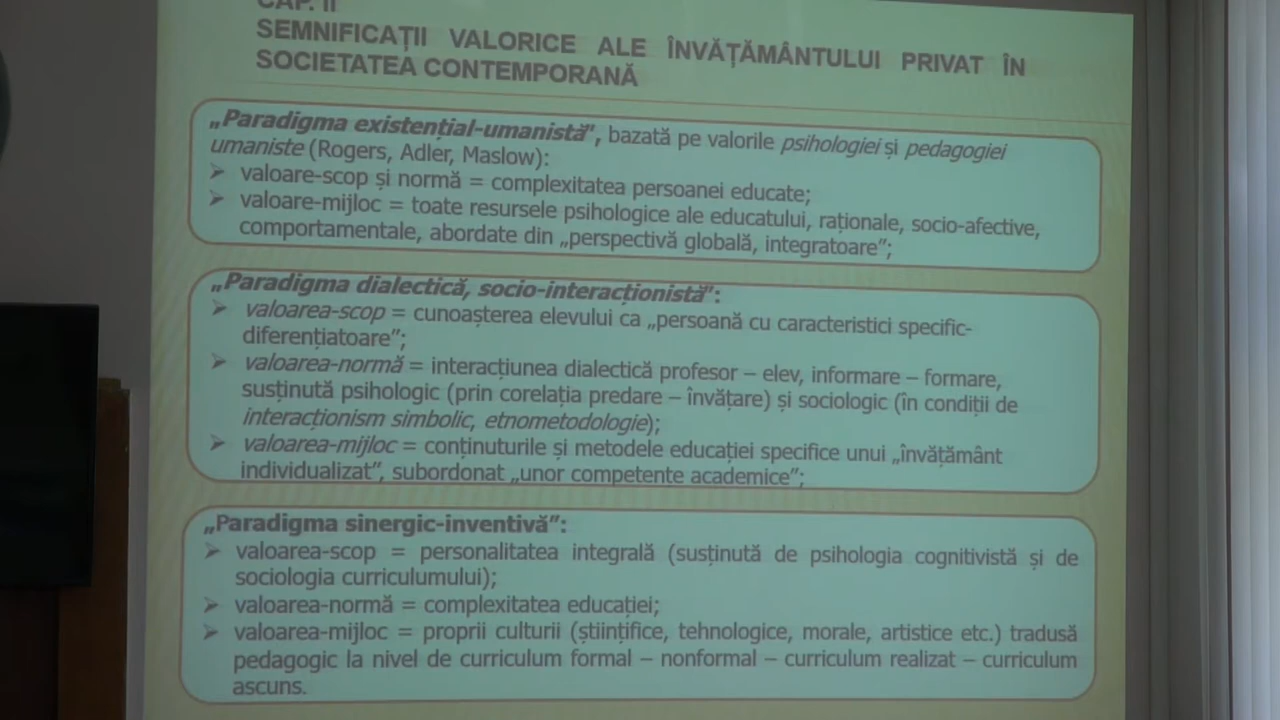 CAP. II
SEMNIFICAȚII VALORICE ALE ÎNVĂȚĂMÂNTULUI PRIVAT ÎN
SOCIETATEA CONTEMPORANĂ
„Paradigma existențial-umanistă”, bazată pe valorile psihologiei și pedagogiei
umaniste (Rogers, Adler, Maslow):
➤ valoare-scop și normă = complexitatea persoanei educate;
➤ valoare-mijloc = toate resursele psihologice ale educatului, raționale, socio-afective,
comportamentale, abordate din „perspectivă globală, integratoare”;
„Paradigma dialectică, socio-interacționistă”:
➤ valoarea-scop = cunoașterea elevului ca „persoană cu caracteristici specific-
diferențiatoare”;
➤ valoarea-normă = interacțiunea dialectică profesor – elev, informare – formare,
susținută psihologic (prin corelația predare – învățare) și sociologic (în condiții de
interacționism simbolic, etnometodologie);
➤ valoarea-mijloc = conținuturile și metodele educației specifice unui „învățământ
individualizat”, subordonat „unor competente academice”;
„Paradigma sinergic-inventivă”:
➤ valoarea-scop = personalitatea integrală (susținută de psihologia cognitivistă și de
sociologia curriculumului);
➤ valoarea-normă = complexitatea educației;
➤ valoarea-mijloc = proprii culturii (științifice, tehnologice, morale, artistice etc.) tradusă
pedagogic la nivel de curriculum formal – nonformal – curriculum realizat – curriculum
ascuns.